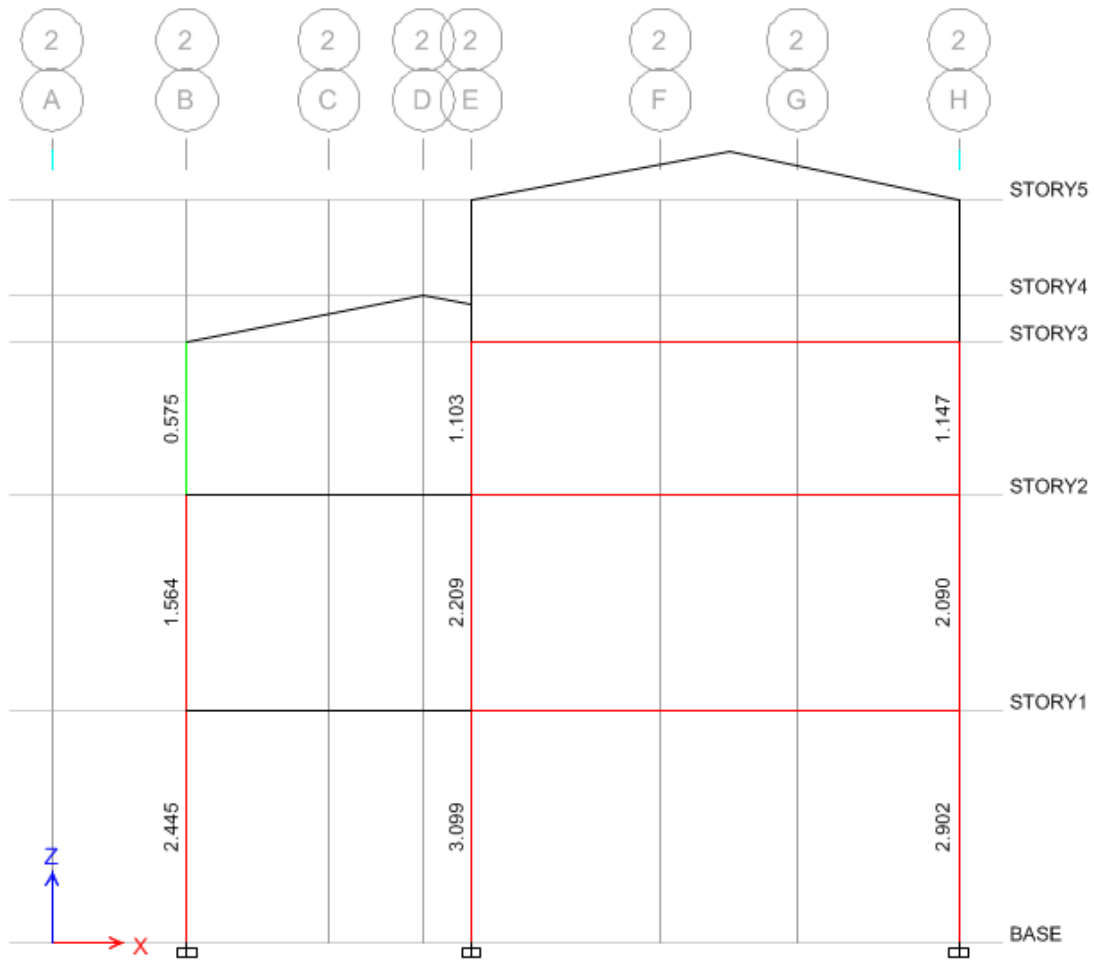 2 2 2 2 2 2 2 2
A B C D E F G H
STORY5
STORY4
STORY3
0.575 1.103 1.147
STORY2
1.564 2.209 2.090
STORY1
2.445 3.099 2.902
Z
X
BASE